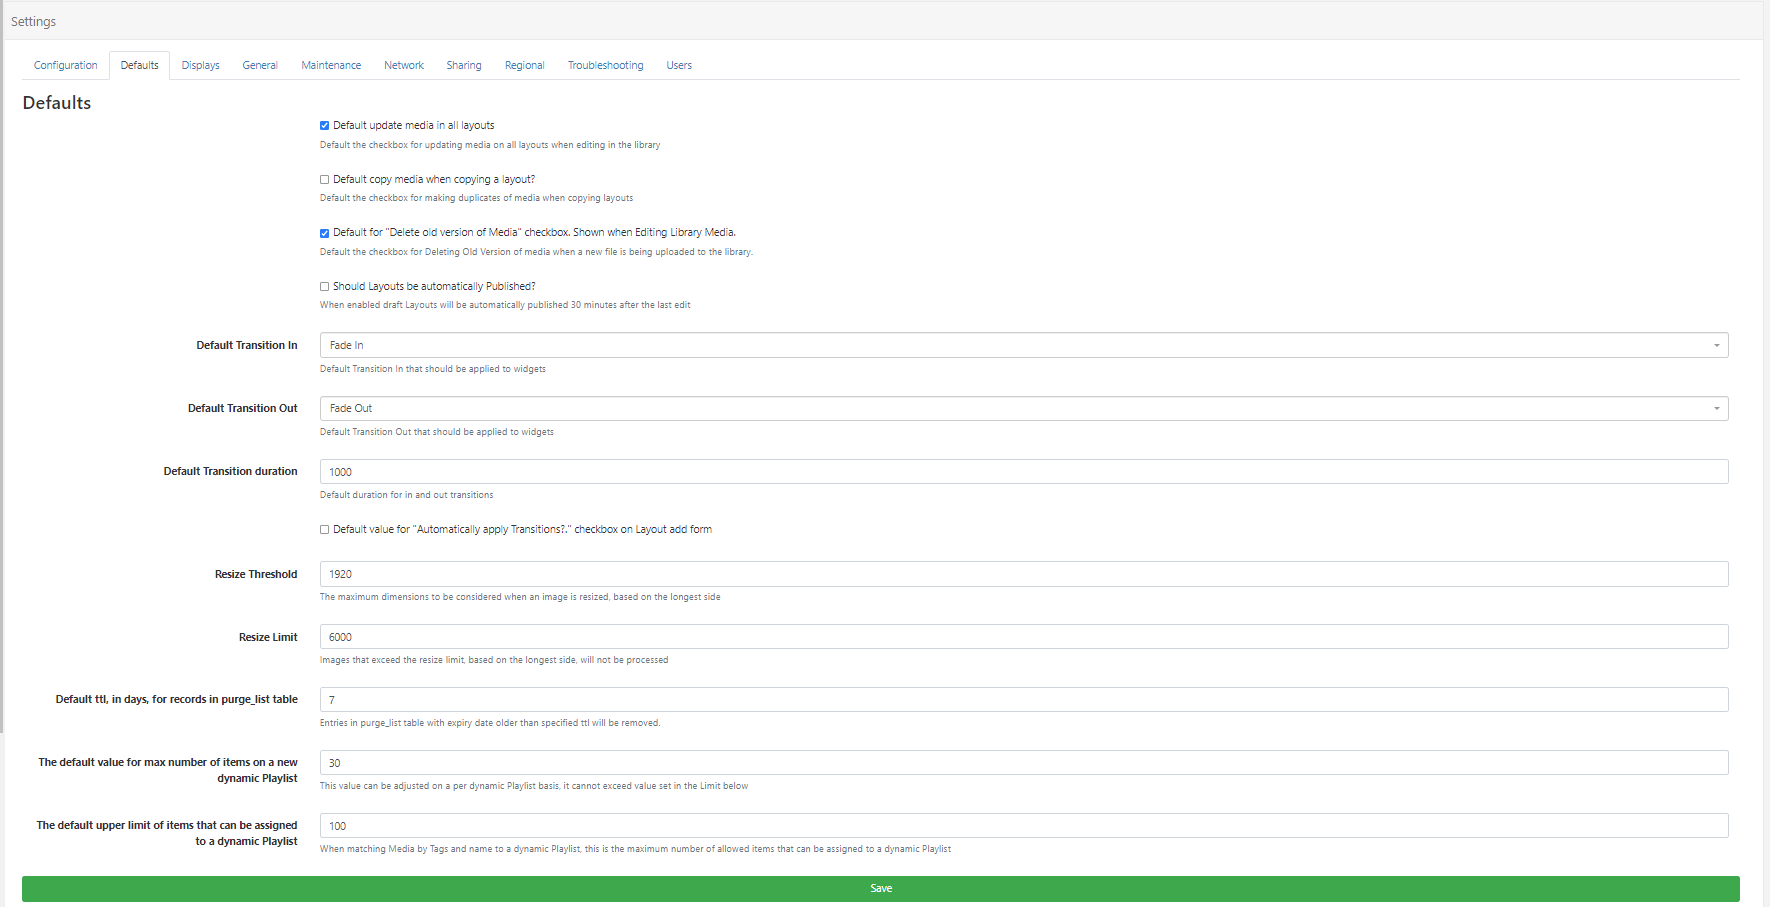 Settings
Configuration Defaults Displays General Maintenance Network Sharing Regional Troubleshooting Users
Defaults
Default update media in all layouts
Default the checkbox for updating media on all layouts when editing in the library
Default copy media when copying a layout?
Default the checkbox for making duplicates of media when copying layouts
Default for "Delete old version of Media" checkbox. Shown when Editing Library Media.
Default the checkbox for Deleting Old Version of media when a new file is being uploaded to the library.
Should Layouts be automatically Published?
When enabled draft Layouts will be automatically published 30 minutes after the last edit
Default Transition In Fade In
Default Transition In that should be applied to widgets
Default Transition Out Fade Out
Default Transition Out that should be applied to widgets
Default Transition duration 1000
Default duration for in and out transitions
Default value for "Automatically apply Transitions?." checkbox on Layout add form
Resize Threshold 1920
The maximum dimensions to be considered when an image is resized, based on the longest side
Resize Limit 6000
Images that exceed the resize limit, based on the longest side, will not be processed
Default ttl, in days, for records in purge_list table 7
Entries in purge_list table with expiry date older than specified ttl will be removed.
The default value for max number of items on a new
dynamic Playlist
30
This value can be adjusted on a per dynamic Playlist basis, it cannot exceed value set in the Limit below
The default upper limit of items that can be assigned
to a dynamic Playlist
100
When matching Media by Tags and name to a dynamic Playlist, this is the maximum number of allowed items that can be assigned to a dynamic Playlist
Save